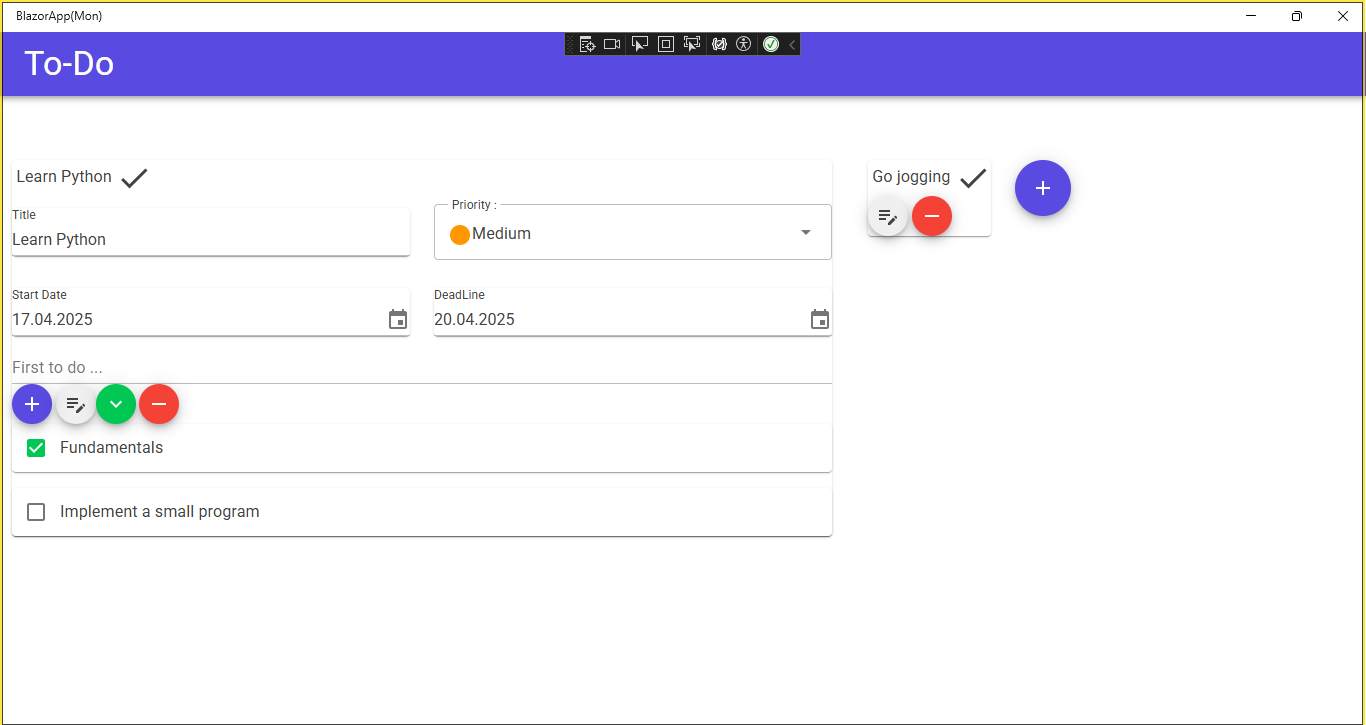 BlazorApp(Mon)
To-Do
Learn Python
Title
Learn Python
Priority :
Medium
Start Date
17.04.2025
DeadLine
20.04.2025
First to do ...
Fundamentals
Implement a small program
Go jogging